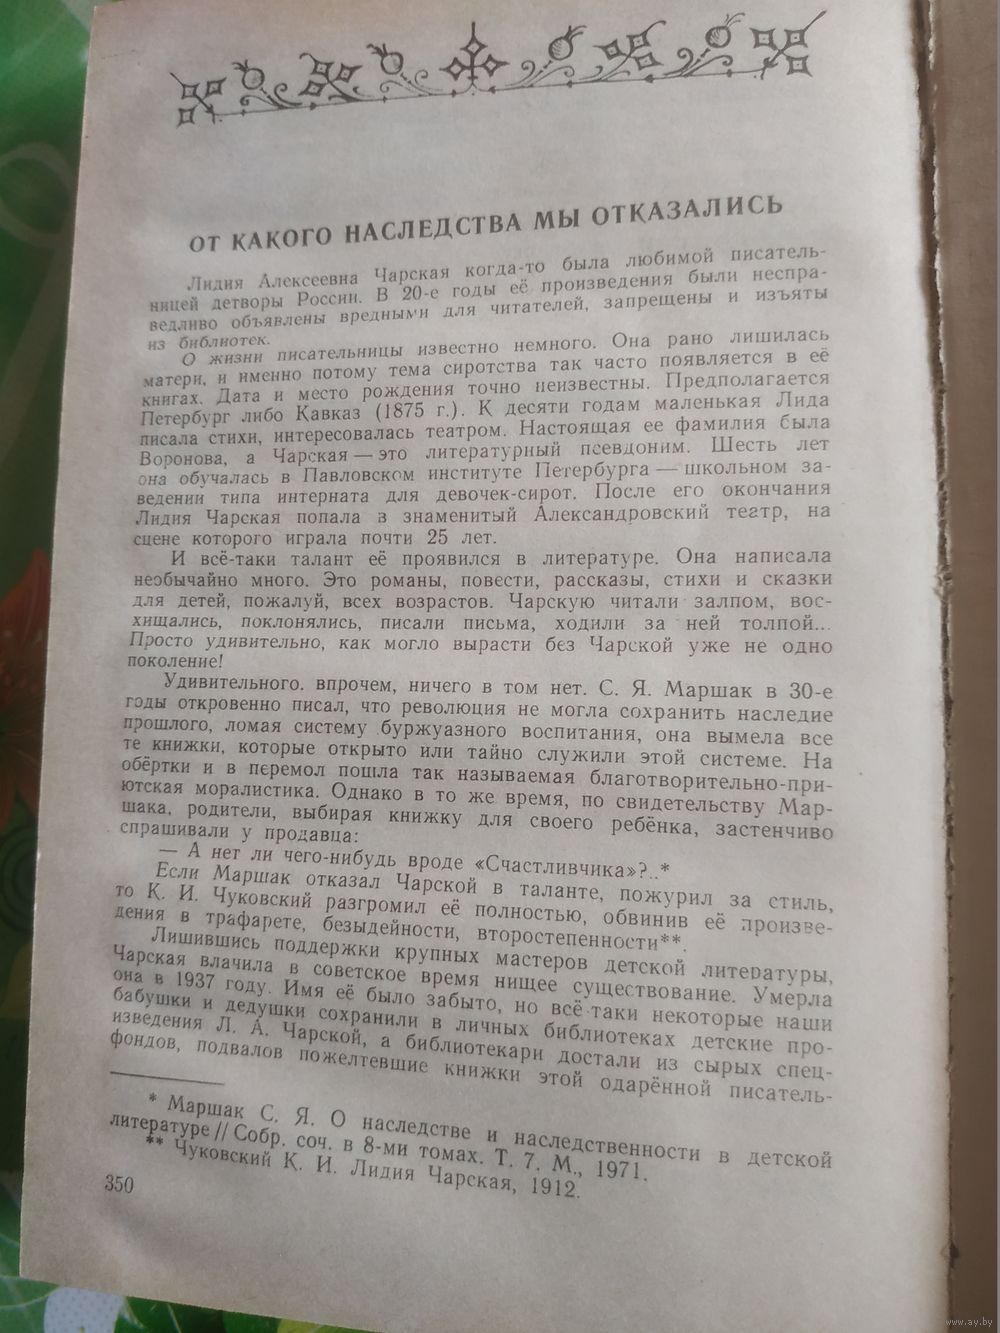 ОТ КАКОГО НАСЛЕДСТВА МЫ ОТКАЗАЛИСЬ
Лидия Алексеевна Чарская когда-то была любимой писатель-
ницей детворы России. В 20-е годы её произведения были неспра-
ведливо объявлены вредными для читателей, запрещены и изъяты
из библиотек.
О жизни писательницы известно немного. Она рано лишилась
матери, и именно потому тема сиротства так часто появляется в её
книгах. Дата и место рождения точно неизвестны. Предполагается
Петербург либо Кавказ (1875 г.). К десяти годам маленькая Лида
писала стихи, интересовалась театром. Настоящая ее фамилия была
Воронова, а Чарская — это литературный псевдоним. Шесть лет
она обучалась в Павловском институте Петербурга — школьном за-
ведении типа интерната для девочек-сирот. После его окончания
Лидия Чарская попала в знаменитый Александровский театр, на
сцене которого играла почти 25 лет.
И всё-таки талант её проявился в литературе. Она написала
необычайно много. Это романы, повести, рассказы, стихи и сказки
для детей, пожалуй, всех возрастов. Чарскую читали залпом, вос-
хищались, поклонялись, писали письма, ходили за ней толпой...
Просто удивительно, как могло вырасти без Чарской уже не одно
поколение!
Удивительного. впрочем, ничего в том нет. С. Я. Маршак в 30-е
годы откровенно писал, что революция не могла сохранить наследие
прошлого, ломая систему буржуазного воспитания, она вымела все
те книжки, которые открыто или тайно служили этой системе. На
обёртки и в перемол пошла так называемая благотворительно-при-
ютская моралистика. Однако в то же время, по свидетельству Мар-
шака, родители, выбирая книжку для своего ребёнка, застенчиво
спрашивали у продавца:
— А нет ли чего-нибудь вроде «Счастливчика»?..*
Если Маршак отказал Чарской в таланте, пожурил за стиль,
то К. И. Чуковский разгромил её полностью, обвинив её произве-
дения в трафарете, безыдейности, второстепенности**.
Лишившись поддержки крупных мастеров детской литературы,
Чарская влачила в советское время нищее существование. Умерла
она в 1937 году. Имя её было забыто, но всё-таки некоторые наши
бабушки и дедушки сохранили в личных библиотеках детские про-
изведения Л. А. Чарской, а библиотекари достали из сырых спец-
фондов, подвалов пожелтевшие книжки этой одарённой писатель-
* Маршак С. Я. О наследстве и наследственности в детской
литературе // Собр. соч. в 8-ми томах. Т. 7. М., 1971.
** Чуковский К. И. Лидия Чарская, 1912.
350
www.ay.by